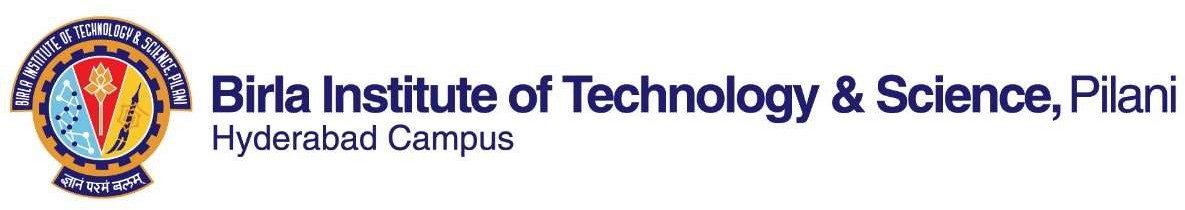 BIRLA INSTITUTE OF TECHNOLOGY & SCIENCE, PILANI
Birla Institute of Technology & Science, Pilani
Hyderabad Campus
ज्ञानं परमं बलम्